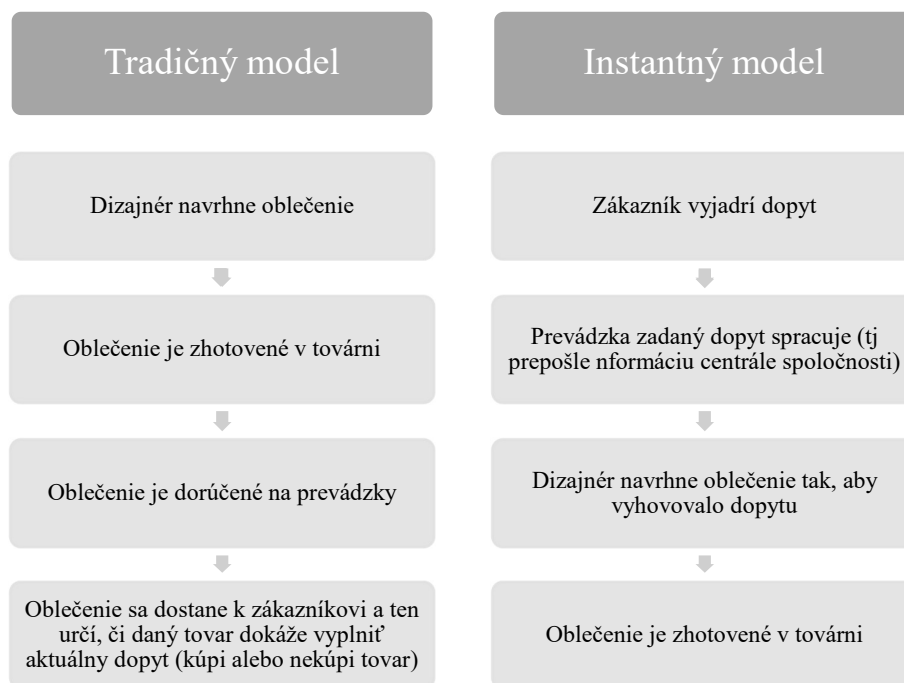 Tradičný model
Dizajnér navrhne oblečenie
Oblečenie je zhotovené v továrni
Oblečenie je dorúčené na prevádzky
Oblečenie sa dostane k zákazníkovi a ten
určí, či daný tovar dokáže vyplniť
aktuálny dopyt (kúpi alebo nekúpi tovar)
Instantný model
Zákazník vyjadrí dopyt
Prevádzka zadaný dopyt spracuje (tj
prepošle nformáciu centrále spoločnosti)
Dizajnér navrhne oblečenie tak, aby
vyhovovalo dopytu
Oblečenie je zhotovené v továrni